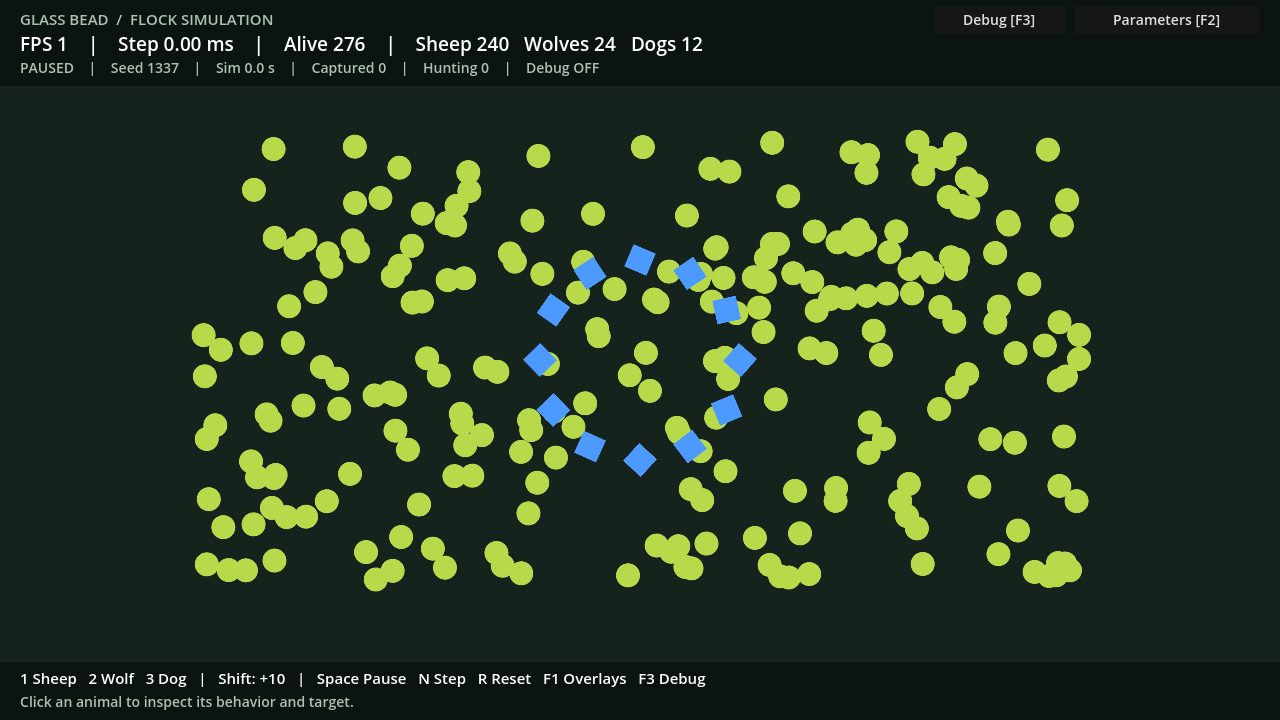 GLASS BEAD / FLOCK SIMULATION
Debug [F3]
Parameters [F2]
FPS 1 | Step 0.00 ms | Alive 276 | Sheep 240 Wolves 24 Dogs 12
PAUSED | Seed 1337 | Sim 0.0 s | Captured 0 | Hunting 0 | Debug OFF
1 Sheep 2 Wolf 3 Dog | Shift: +10 | Space Pause N Step R Reset F1 Overlays F3 Debug
Click an animal to inspect its behavior and target.